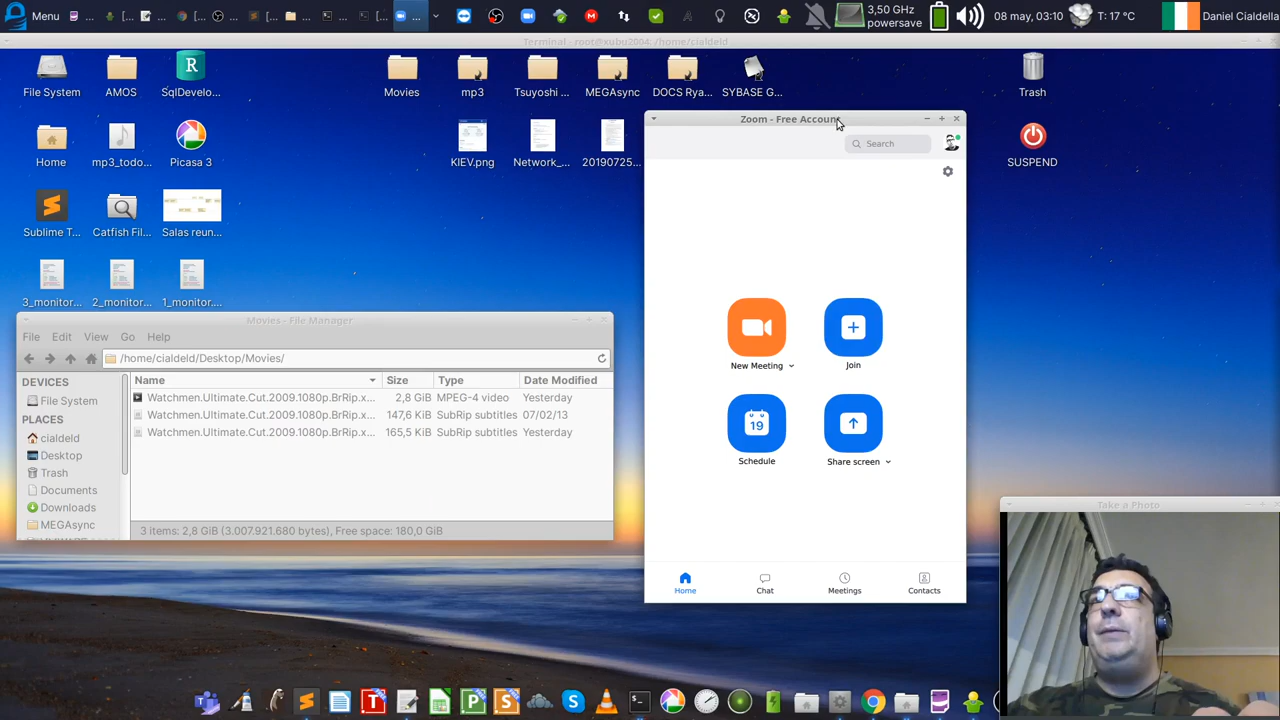 Menu
3,50 GHz
powersave
08 may, 03:10
T: 17 °C
Daniel Cialdella
Terminal - root@xubu2004: /home/cialdeld
File System
AMOS
SqlDevelo...
Movies
mp3
Tsuyoshi ...
MEGAsync
DOCS Rya...
SYBASE G...
Trash
Home
mp3_todo...
Picasa 3
KIEV.png
Network_...
20190725...
SUSPEND
Sublime T...
Catfish Fil...
Salas reun...
3_monitor...
2_monitor...
1_monitor...
Zoom - Free Account
Search
New Meeting
Join
19
Schedule
Share screen
Home
Chat
Meetings
Contacts
Movies - File Manager
File Edit View Go Help
/home/cialdeld/Desktop/Movies/
DEVICES
File System
PLACES
cialdeld
Desktop
Trash
Documents
Downloads
MEGAsync
Name Size Type Date Modified
Watchmen.Ultimate.Cut.2009.1080p.BrRip.x... 2,8 GiB MPEG-4 video Yesterday
Watchmen.Ultimate.Cut.2009.1080p.BrRip.x... 147,6 KiB SubRip subtitles 07/02/13
Watchmen.Ultimate.Cut.2009.1080p.BrRip.x... 165,5 KiB SubRip subtitles Yesterday
3 items: 2,8 GiB (3.007.921.680 bytes), Free space: 180,0 GiB
Take a Photo